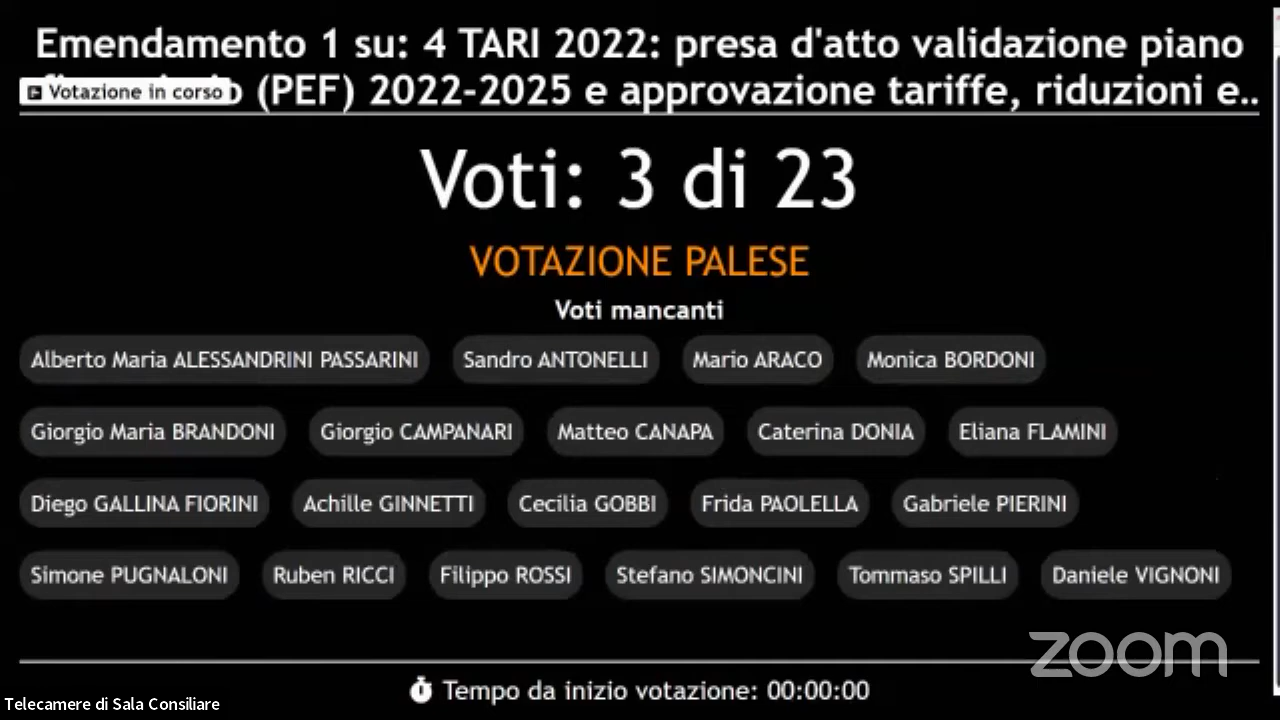 Emendamento 1 su: 4 TARI 2022: presa d'atto validazione piano
(PEF) 2022-2025 e approvazione tariffe, riduzioni e..
Votazione in corso
Voti: 3 di 23
VOTAZIONE PALESE
Voti mancanti
Alberto Maria ALESSANDRINI PASSARINI Sandro ANTONELLI Mario ARACO Monica BORDONI
Giorgio Maria BRANDONI Giorgio CAMPANARI Matteo CANAPA Caterina DONIA Eliana FLAMINI
Diego GALLINA FIORINI Achille GINNETTI Cecilia GOBBI Frida PAOLELLA Gabriele PIERINI
Simone PUGNALONI Ruben RICCI Filippo ROSSI Stefano SIMONCINI Tommaso SPILLI Daniele VIGNONI
zoom
Tempo da inizio votazione: 00:00:00
Telecamere di Sala Consiliare